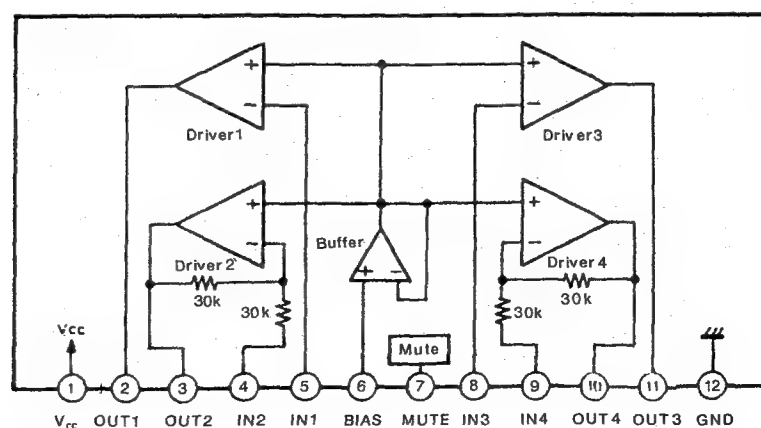 + +
− −
Driver1 Driver3
+ +
− Buffer −
Driver2 + − Driver 4
30k 30k
30k 30k
Vcc Mute
1 2 3 4 5 6 7 8 9 10 11 12
Vcc OUT1 OUT2 IN2 IN1 BIAS MUTE IN3 IN4 OUT4 OUT3 GND